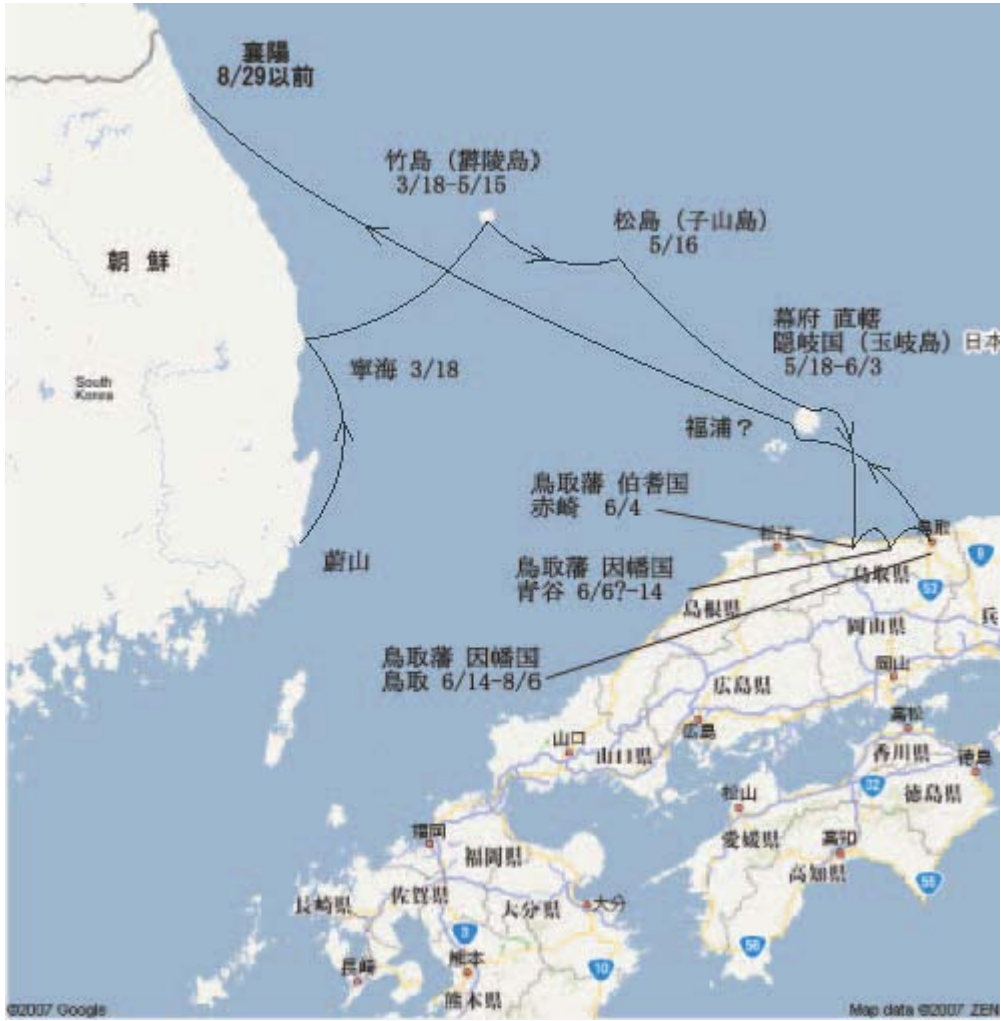 襄陽
8/29以前
竹島（欝陵島）
3/18-5/15
松島（子山島）
5/16
朝 鮮
幕府 直轄
隠岐国（玉岐島）
5/18-6/3
日本
寧海 3/18
South
Korea
福浦？
鳥取藩 伯耆国
赤崎 6/4
蔚山
松江
鳥取
9
鳥取藩 因幡国
青谷 6/6?-14
鳥取県
53
島根県
兵
岡山県
鳥取藩 因幡国
鳥取 6/14-8/6
岡山
広島県
広島
高松
山口
山口県
香川県
徳島
32
徳島県
松山
福岡
愛媛県
高知
福岡県
高知県
55
佐賀県
長崎県
大分県
大分
3
56
熊本
10
長崎
熊本県
©2007 Google
Map data ©2007 ZEN